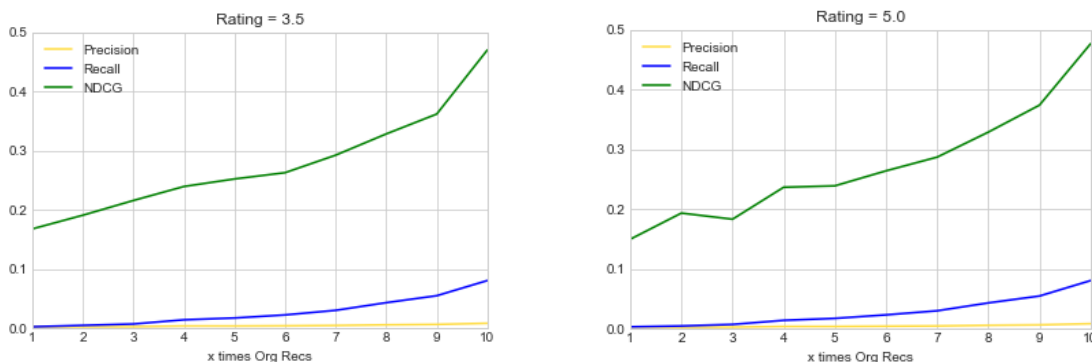 Rating = 3.5
0.5
0.4
0.3
0.2
0.1
0.0
Precision
Recall
NDCG
1 2 3 4 5 6 7 8 9 10
x times Org Recs
Rating = 5.0
0.5
0.4
0.3
0.2
0.1
0.0
Precision
Recall
NDCG
1 2 3 4 5 6 7 8 9 10
x times Org Recs